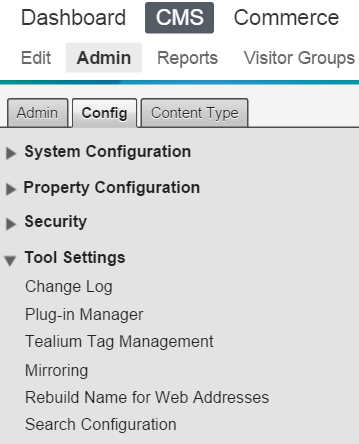 Dashboard CMS Commerce
Edit Admin Reports Visitor Groups
Admin Config Content Type
System Configuration
Property Configuration
Security
Tool Settings
Change Log
Plug-in Manager
Tealium Tag Management
Mirroring
Rebuild Name for Web Addresses
Search Configuration